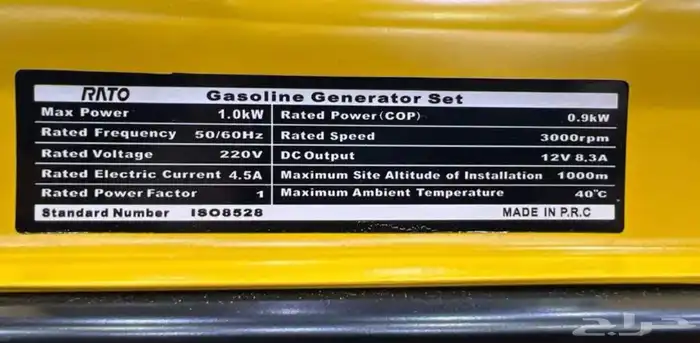 RATO Gasoline Generator Set
Max Power 1.0kW Rated Power(COP) 0.9kW
Rated Frequency 50/60Hz Rated Speed 3000rpm
Rated Voltage 220V DC Output 12V 8.3A
Rated Electric Current 4.5A Maximum Site Altitude of Installation 1000m
Rated Power Factor 1 Maximum Ambient Temperature 40℃
Standard Number ISO8528 MADE IN P.R.C
حراج